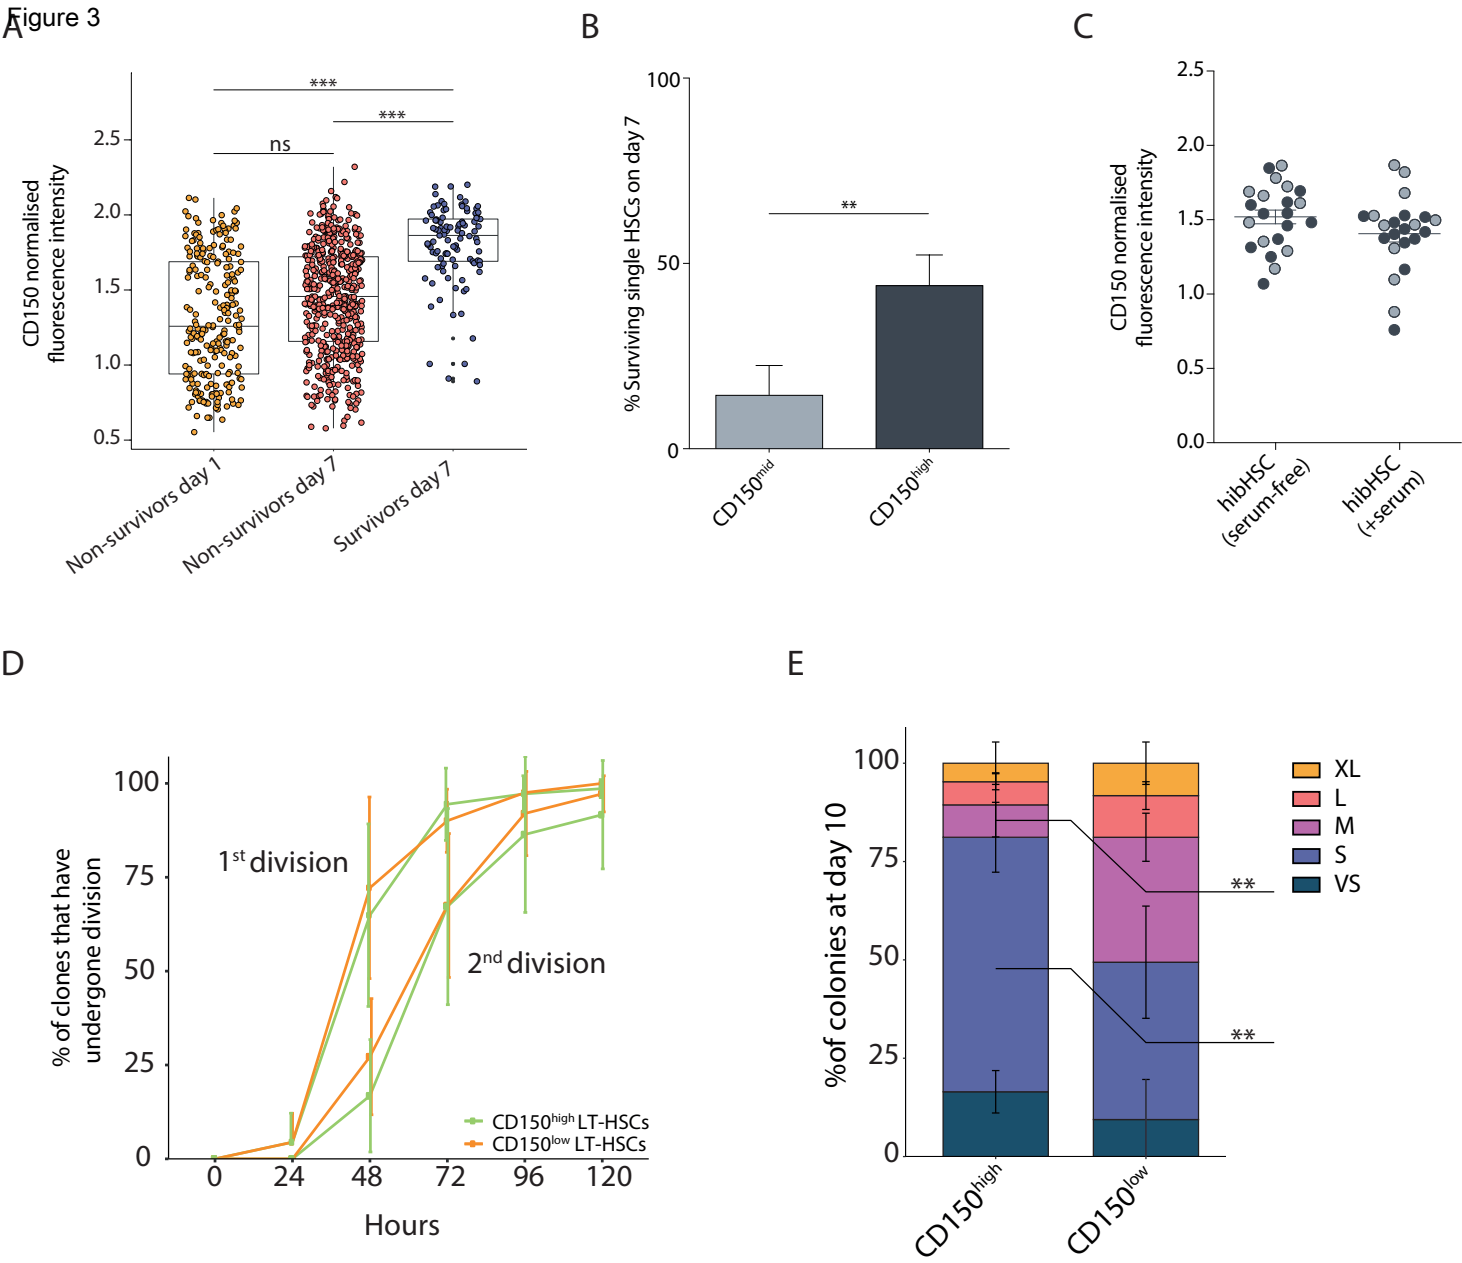 Figure 3
A
CD150 normalised
fluorescence intensity
2.5
2.0
1.5
1.0
0.5
***
***
ns
Non-survivors day 1
Non-survivors day 7
Survivors day 7
B
% Surviving single HSCs on day 7
100
50
0
**
CD150mid
CD150high
C
CD150 normalised
fluorescence intensity
2.5
2.0
1.5
1.0
0.5
0.0
hibHSC
(serum-free)
hibHSC
(+serum)
D
% of clones that have
undergone division
100
75
50
25
0
1st division
2nd division
CD150high LT-HSCs
CD150low LT-HSCs
0 24 48 72 96 120
Hours
E
%of colonies at day 10
100
75
50
25
0
**
**
XL
L
M
S
VS
CD150high
CD150low